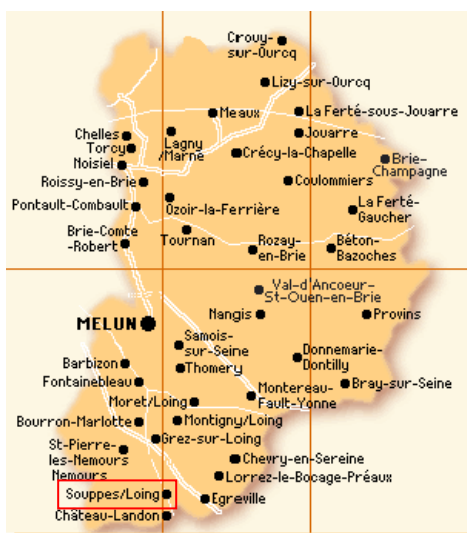 Crouy-
sur-Ourcq
Lizy-sur-Ourcq
Meaux
La Ferté-sous-Jouarre
Chelles
Lagny
/Marne
Jouarre
Torcy
Crécy-la-Chapelle
Noisiel
Brie-
Champagne
Roissy-en-Brie
Coulommiers
Pontault-Combault
Ozoir-la-Ferrière
La Ferté-
Gaucher
Brie-Comte
-Robert
Tournan
Rozay-
en-Brie
Béton-
Bazoches
Val-d'Ancoeur-
St-Ouen-en-Brie
Nangis
Provins
MELUN
Samois-
sur-Seine
Donnemarie-
Dontilly
Barbizon
Thomery
Fontainebleau
Montereau-
Fault-Yonne
Bray-sur-Seine
Moret/Loing
Bourron-Marlotte
Montigny/Loing
Grez-sur-Loing
St-Pierre-
les-Nemours
Chevry-en-Sereine
Nemours
Lorrez-le-Bocage-Préaux
Souppes/Loing
Egreville
Château-Landon